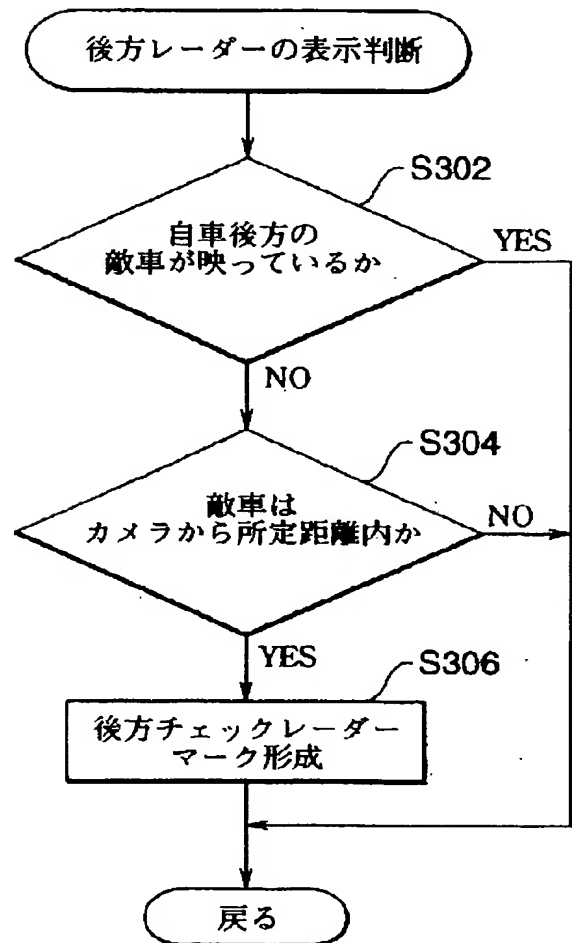 後方レーダーの表示判断
S302
自車後方の
敵車が映っているか
YES
NO
S304
敵車は
カメラから所定距離内か
NO
YES
S306
後方チェックレーダー
マーク形成
戻る